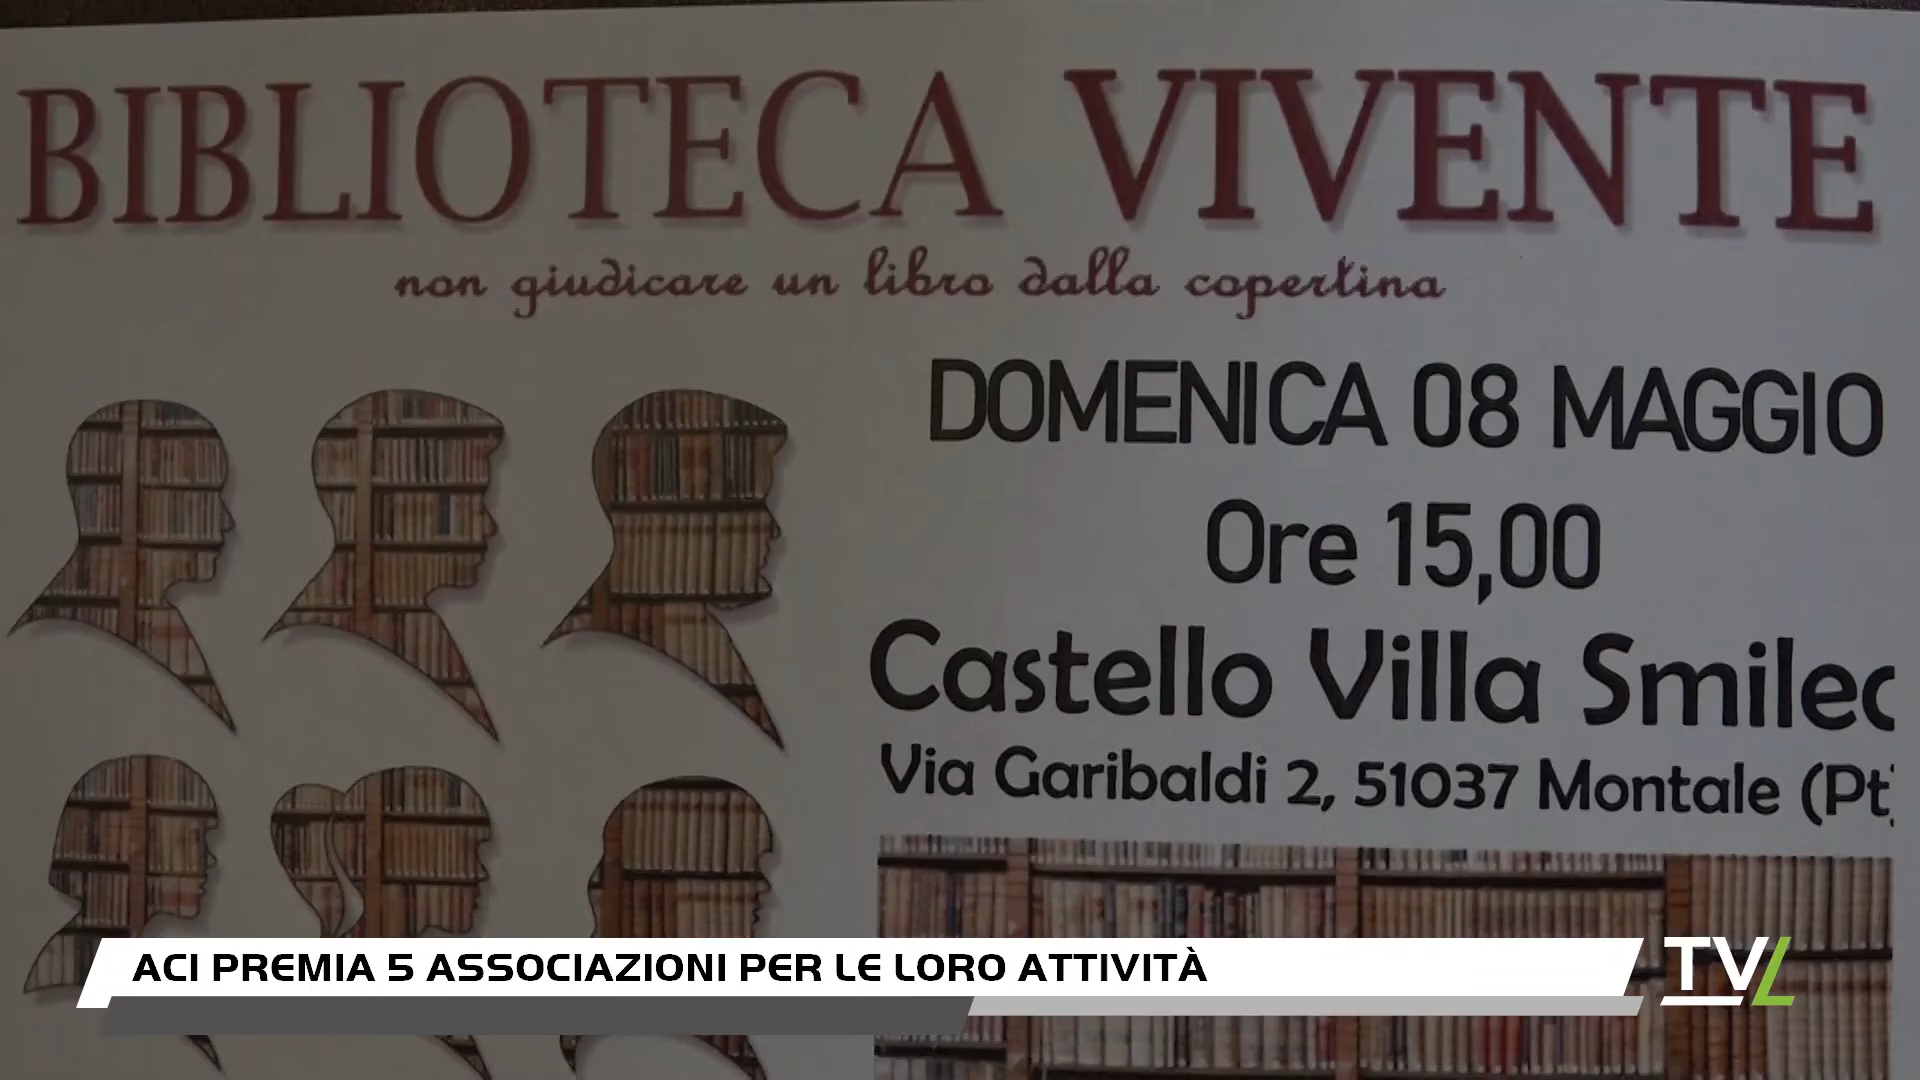 BIBLIOTECA VIVENTE
non giudicare un libro dalla copertina
DOMENICA 08 MAGGIO
Ore 15,00
Castello Villa Smilec
Via Garibaldi 2, 51037 Montale (Pt)
ACI PREMIA 5 ASSOCIAZIONI PER LE LORO ATTIVITÀ
TVL